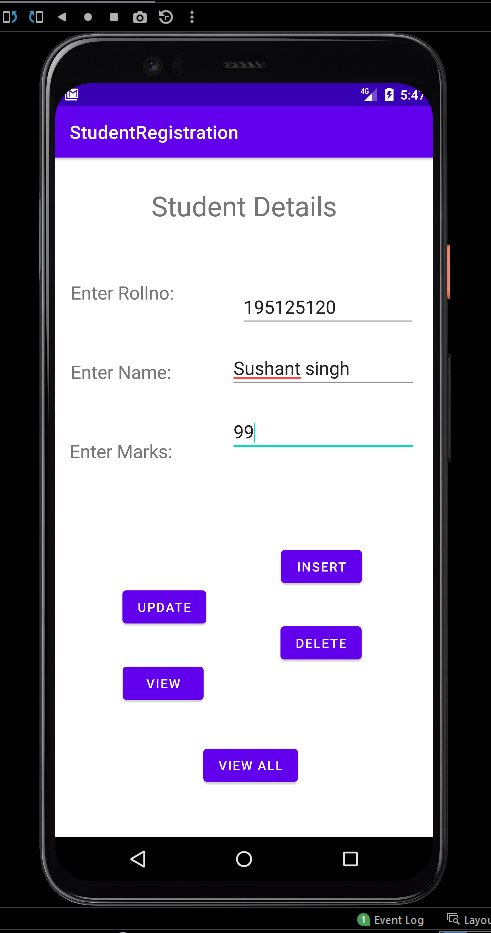 4G 5:47
StudentRegistration
Student Details
Enter Rollno:
195125120
Enter Name:
Sushant singh
Enter Marks:
99
INSERT
UPDATE
DELETE
VIEW
VIEW ALL
1 Event Log
Layou